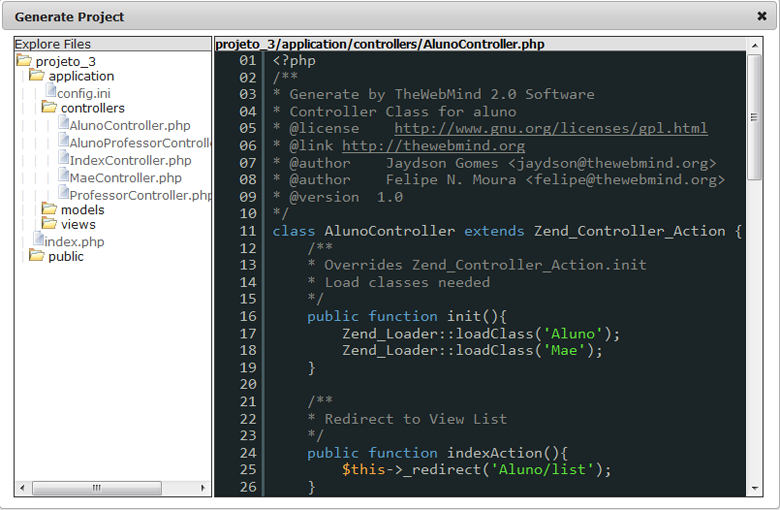 Generate Project
Explore Files
projeto_3
application
config.ini
controllers
AlunoController.php
AlunoProfessorControll
IndexController.php
MaeController.php
ProfessorController.php
models
views
index.php
public
projeto_3/application/controllers/AlunoController.php
01 <?php
02 /**
03 * Generate by TheWebMind 2.0 Software
04 * Controller Class for aluno
05 * @license    http://www.gnu.org/licenses/gpl.html
06 * @link http://thewebmind.org
07 * @author    Jaydson Gomes <jaydson@thewebmind.org>
08 * @author    Felipe N. Moura <felipe@thewebmind.org>
09 * @version  1.0
10 */
11 class AlunoController extends Zend_Controller_Action {
12     /**
13     * Overrides Zend_Controller_Action.init
14     * Load classes needed
15     */
16     public function init(){
17         Zend_Loader::loadClass('Aluno');
18         Zend_Loader::loadClass('Mae');
19     }
20
21     /**
22     * Redirect to View List
23     */
24     public function indexAction(){
25         $this->_redirect('Aluno/list');
26     }